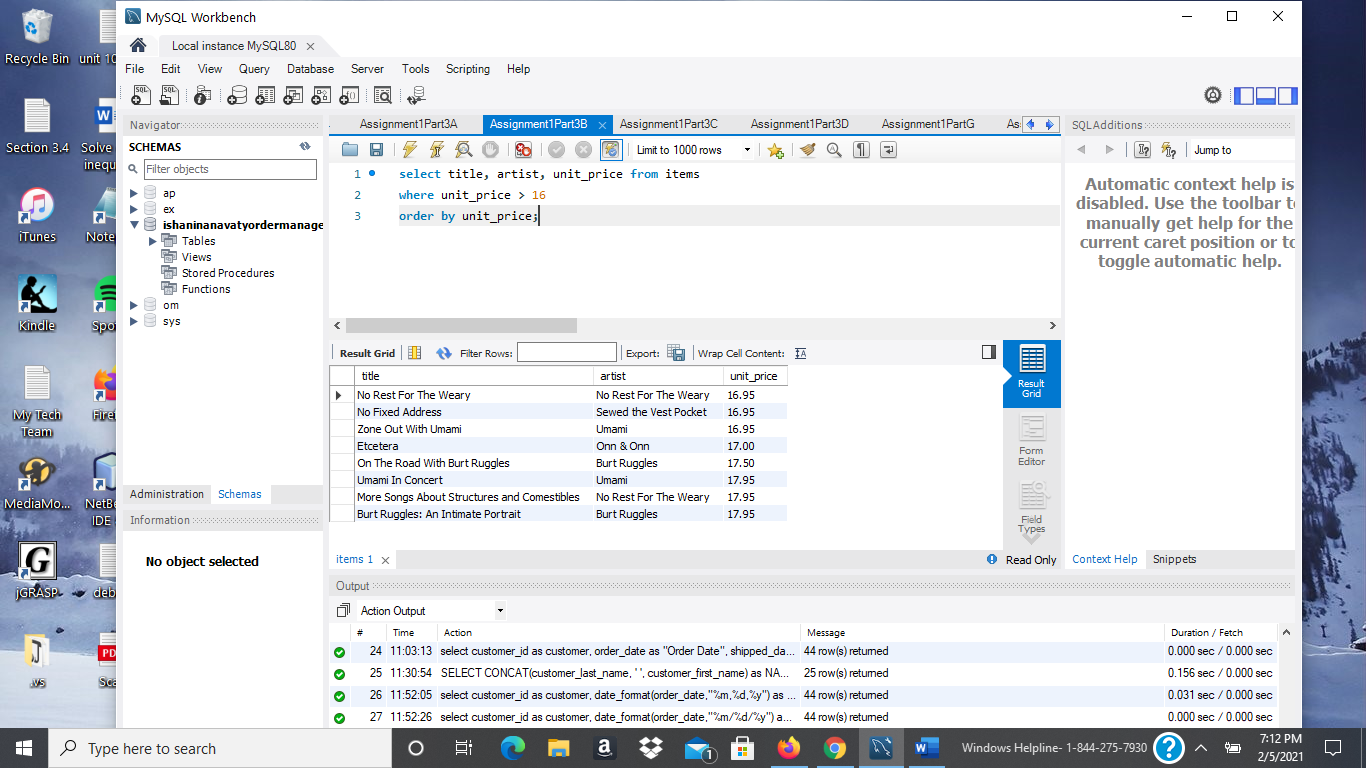 MySQL Workbench
Local instance MySQL80
File Edit View Query Database Server Tools Scripting Help
Navigator
SCHEMAS
Filter objects
ap
ex
ishaninanavatyordermanage
Tables
Views
Stored Procedures
Functions
om
sys
Administration Schemas
Information
No object selected
Assignment1Part3A Assignment1Part3B Assignment1Part3C Assignment1Part3D Assignment1PartG As
Limit to 1000 rows
1 select title, artist, unit_price from items
2 where unit_price > 16
3 order by unit_price;
Result Grid Filter Rows: Export: Wrap Cell Content:
title artist unit_price
No Rest For The Weary No Rest For The Weary 16.95
No Fixed Address Sewed the Vest Pocket 16.95
Zone Out With Umami Umami 16.95
Etcetera Onn & Onn 17.00
On The Road With Burt Ruggles Burt Ruggles 17.50
Umami In Concert Umami 17.95
More Songs About Structures and Comestibles No Rest For The Weary 17.95
Burt Ruggles: An Intimate Portrait Burt Ruggles 17.95
Result
Grid
Form
Editor
Field
Types
items 1
Read Only
SQLAdditions
Jump to
Automatic context help is
disabled. Use the toolbar t
manually get help for the
current caret position or to
toggle automatic help.
Context Help Snippets
Output
Action Output
# Time Action Message Duration / Fetch
24 11:03:13 select customer_id as customer, order_date as "Order Date", shipped_da... 44 row(s) returned 0.000 sec / 0.000 sec
25 11:30:54 SELECT CONCAT(customer_last_name, ' ', customer_first_name) as NA... 25 row(s) returned 0.156 sec / 0.000 sec
26 11:52:05 select customer_id as customer, date_format(order_date,"%m,%d,%y") as ... 44 row(s) returned 0.031 sec / 0.000 sec
27 11:52:26 select customer_id as customer, date_format(order_date,"%m/%d/%y") a... 44 row(s) returned 0.000 sec / 0.000 sec
Recycle Bin unit 10
Section 3.4 Solve
inequ
iTunes Note
Kindle Spo
My Tech
Team
Firef
MediaMo... NetBe
IDE
jGRASP deb
.vs Sca
PDF
Type here to search
1
Windows Helpline- 1-844-275-7930
7:12 PM
2/5/2021